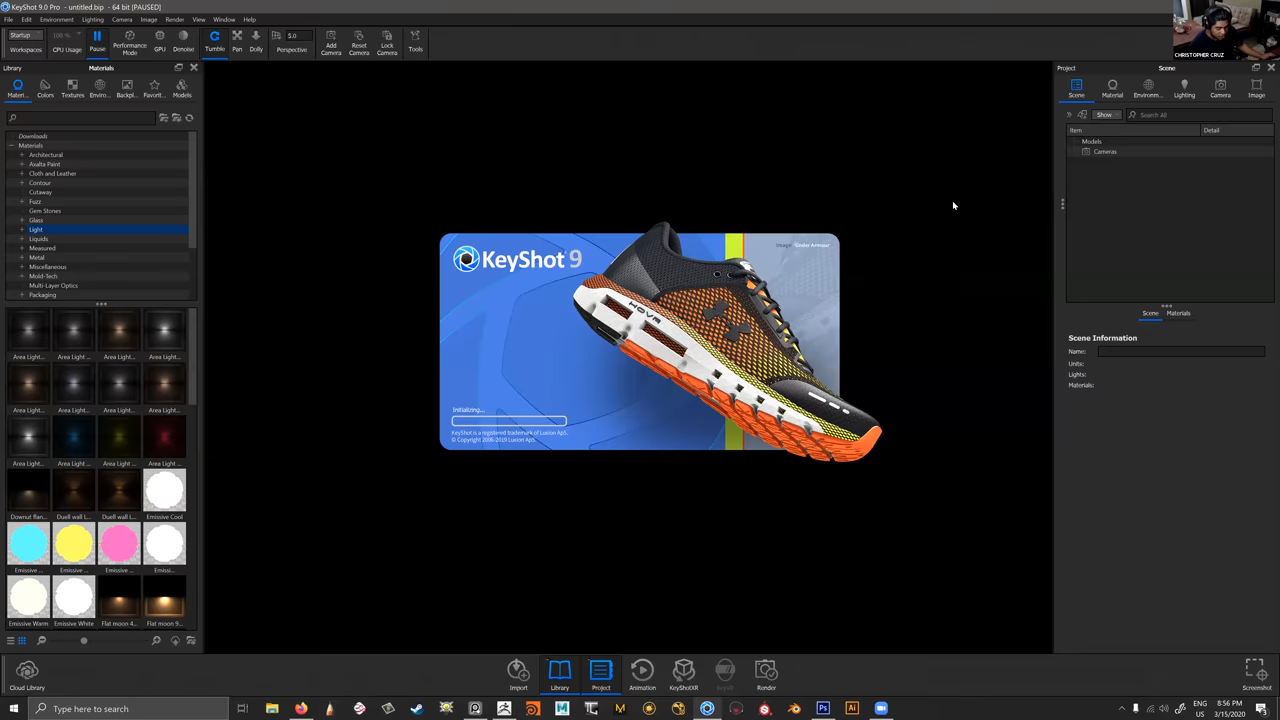 KeyShot 9.0 Pro - untitled.bip - 64 bit [PAUSED]
File Edit Environment Lighting Camera Image Render View Window Help
Startup
100 %
5.0
Workspaces CPU Usage Pause Performance Mode GPU Denoise Tumble Pan Dolly Perspective Add Camera Reset Camera Lock Camera Tools
CHRISTOPHER CRUZ
Library Materials
Project Scene
Materi... Colors Textures Enviro... Backpl... Favorit... Models
Scene Material Environm... Lighting Camera Image
Show Search All
Item Detail
Models
Cameras
Downloads
Materials
Architectural
Axalta Paint
Cloth and Leather
Contour
Cutaway
Fuzz
Gem Stones
Glass
Light
Liquids
Measured
Metal
Miscellaneous
Mold-Tech
Multi-Layer Optics
Packaging
Area Light... Area Light ... Area Light... Area Light...
Area Light... Area Light ... Area Light ... Area Light...
Area Light... Area Light ... Area Light ... Area Light ...
Downut flan... Duell wall L... Duell wall L... Emissive Cool
Emissive ... Emissive ... Emissive ... Emissi...
Emissive Warm Emissive White Flat moon 4... Flat moon 9...
KeyShot 9
Image: Under Armour
HOVR
Initializing...
KeyShot is a registered trademark of Luxion ApS.
© Copyright 2006-2019 Luxion ApS.
Scene Materials
Scene Information
Name:
Units:
Lights:
Materials:
Cloud Library Import Library Project Animation KeyShotXR Render Screenshot
Type here to search
8:56 PM
3/15/2020